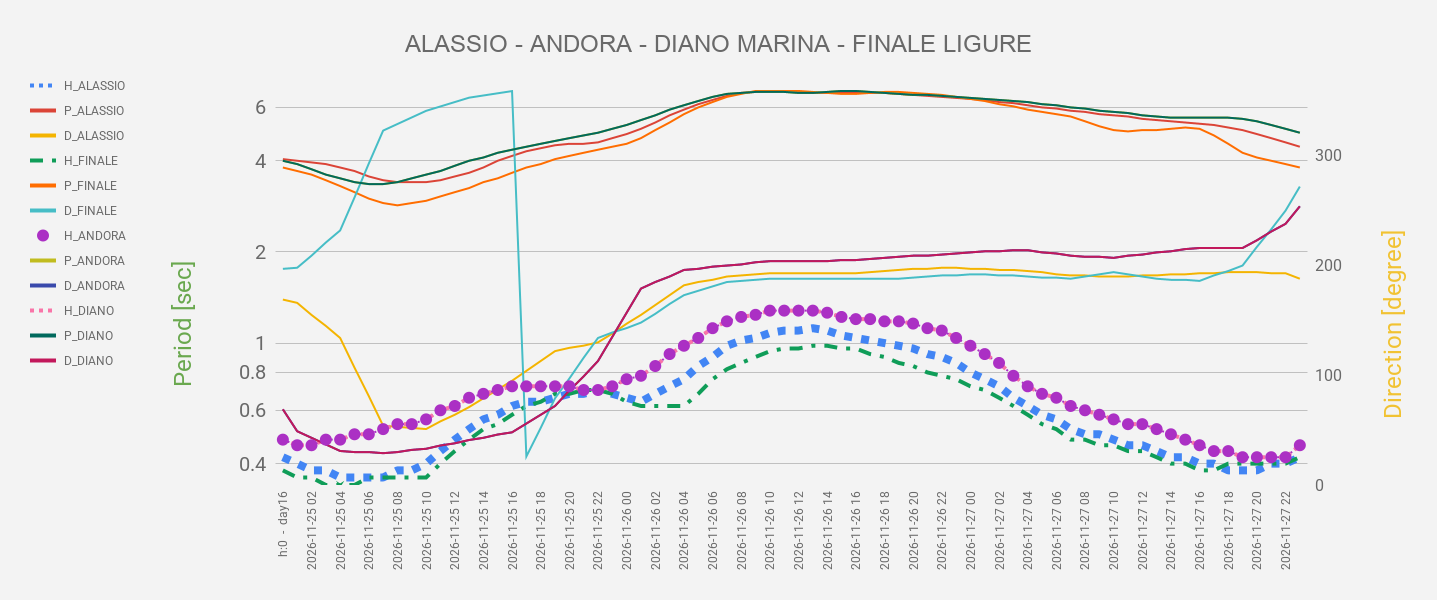 ALASSIO - ANDORA - DIANO MARINA - FINALE LIGURE
H_ALASSIO
P_ALASSIO
D_ALASSIO
H_FINALE
P_FINALE
D_FINALE
H_ANDORA
P_ANDORA
D_ANDORA
H_DIANO
P_DIANO
D_DIANO
Period [sec]
6
4
2
1
0.8
0.6
0.4
300
200
100
0
Direction [degree]
h:0 - day16
2026-11-25 02
2026-11-25 04
2026-11-25 06
2026-11-25 08
2026-11-25 10
2026-11-25 12
2026-11-25 14
2026-11-25 16
2026-11-25 18
2026-11-25 20
2026-11-25 22
2026-11-26 00
2026-11-26 02
2026-11-26 04
2026-11-26 06
2026-11-26 08
2026-11-26 10
2026-11-26 12
2026-11-26 14
2026-11-26 16
2026-11-26 18
2026-11-26 20
2026-11-26 22
2026-11-27 00
2026-11-27 02
2026-11-27 04
2026-11-27 06
2026-11-27 08
2026-11-27 10
2026-11-27 12
2026-11-27 14
2026-11-27 16
2026-11-27 18
2026-11-27 20
2026-11-27 22